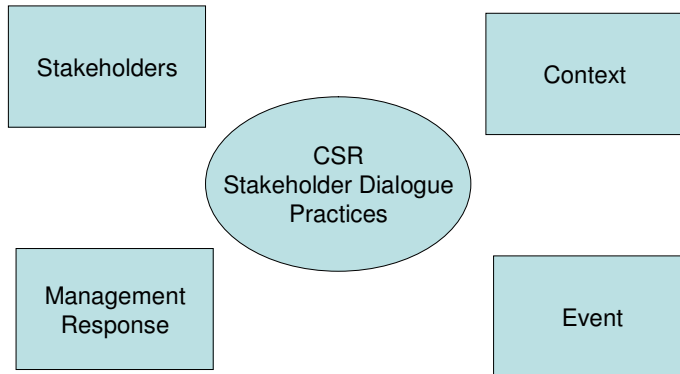 Stakeholders
Context
CSR
Stakeholder Dialogue
Practices
Management
Response
Event